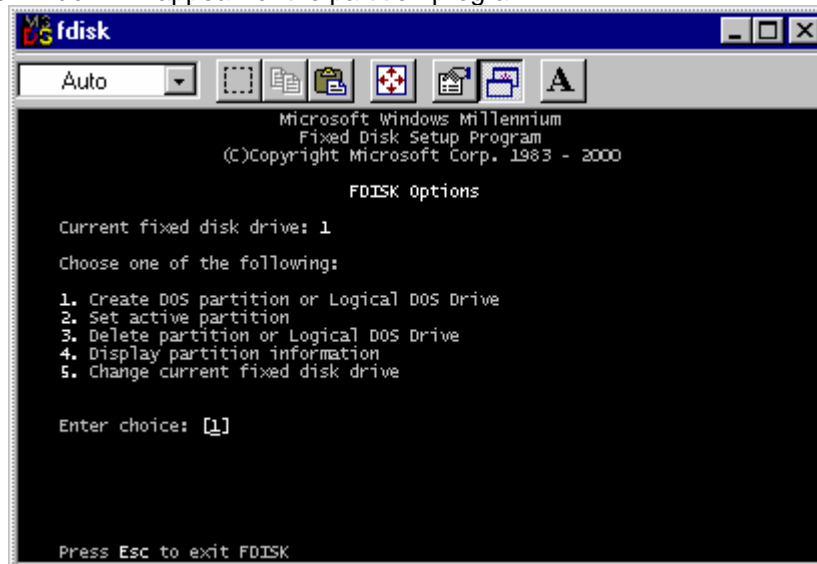 fdisk
Auto
A
Microsoft Windows Millennium
Fixed Disk Setup Program
(C)Copyright Microsoft Corp. 1983 - 2000
FDISK Options
Current fixed disk drive: 1
Choose one of the following:
1. Create DOS partition or Logical DOS Drive
2. Set active partition
3. Delete partition or Logical DOS Drive
4. Display partition information
5. Change current fixed disk drive
Enter choice: [1]
Press Esc to exit FDISK